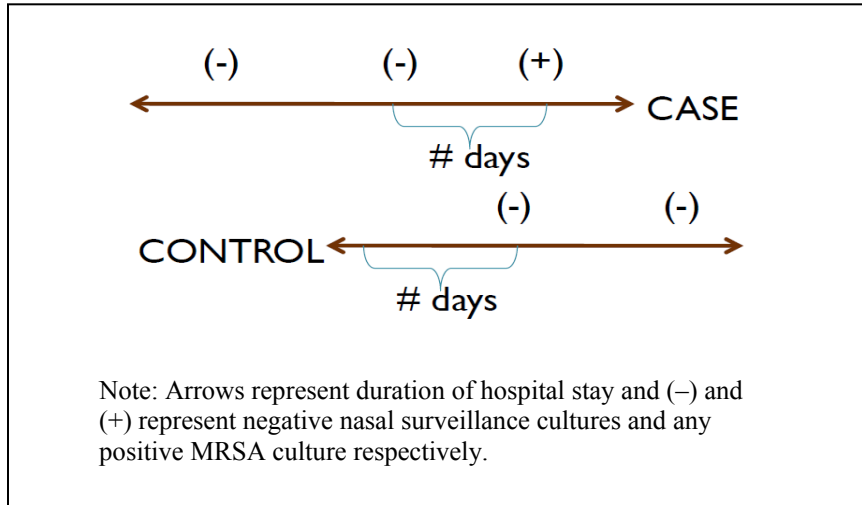 (-) (-) (+)
CASE
# days
(-) (-)
CONTROL
# days
Note: Arrows represent duration of hospital stay and (–) and
(+) represent negative nasal surveillance cultures and any
positive MRSA culture respectively.